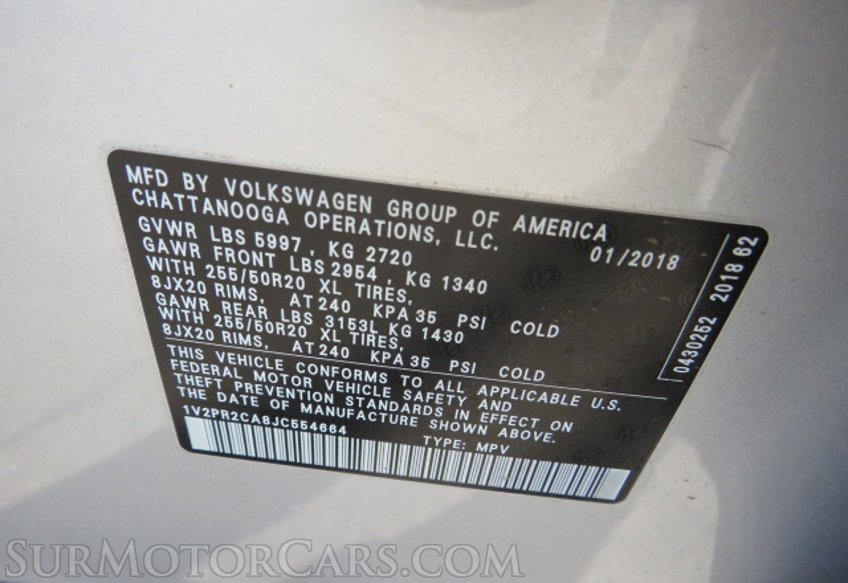 MFD BY VOLKSWAGEN GROUP OF AMERICA
CHATTANOOGA OPERATIONS, LLC.
GVWR LBS 5997, KG 2720 01/2018
GAWR FRONT LBS 2954, KG 1340
WITH 255/50R20 XL TIRES,
8JX20 RIMS, AT 240 KPA 35 PSI COLD
GAWR REAR LBS 3153L KG 1430
WITH 255/50R20 XL TIRES,
8JX20 RIMS, AT 240 KPA 35 PSI COLD
THIS VEHICLE CONFORMS TO ALL APPLICABLE U.S.
FEDERAL MOTOR VEHICLE SAFETY AND
THEFT PREVENTION STANDARDS IN EFFECT ON
THE DATE OF MANUFACTURE SHOWN ABOVE.
1V2PR2CA8JC554664 TYPE: MPV
0430252 2018 62
SURMOTORCARS.COM